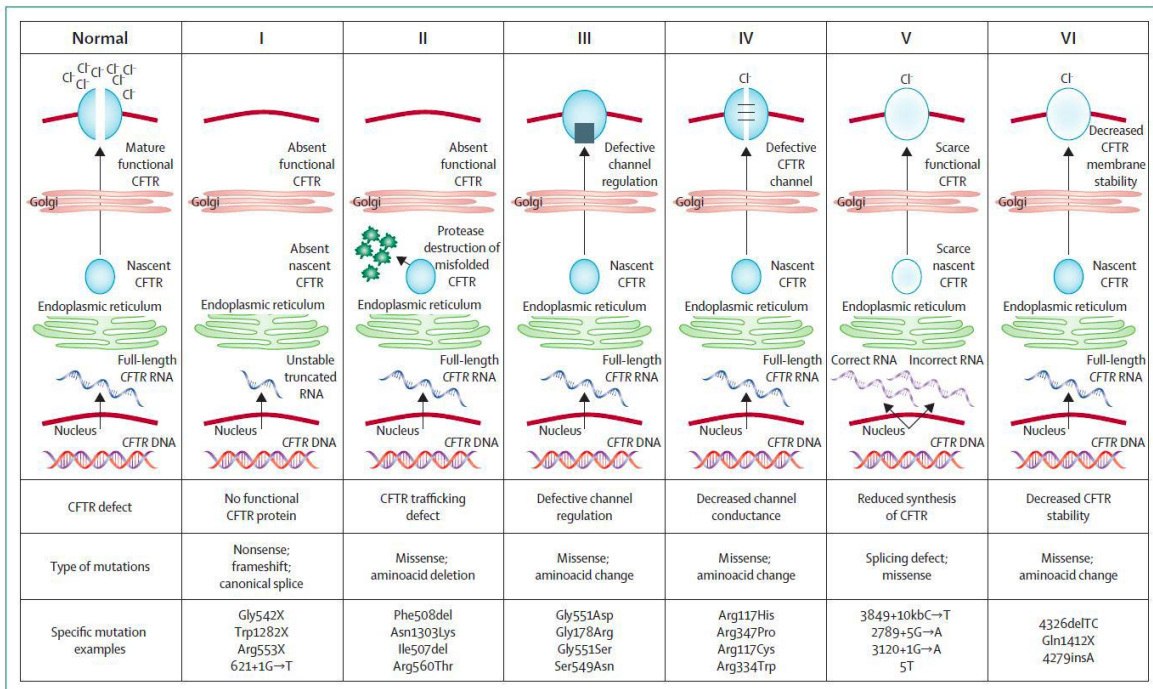 Normal
I
II
III
IV
V
VI
Cl⁻ Cl⁻ Cl⁻ Cl⁻ Cl⁻ Cl⁻ Cl⁻
Mature
functional
CFTR
Golgi
Nascent
CFTR
Endoplasmic reticulum
Full-length
CFTR RNA
Nucleus
CFTR DNA
Absent
functional
CFTR
Golgi
Absent
nascent
CFTR
Endoplasmic reticulum
Unstable
truncated
RNA
Nucleus
CFTR DNA
Absent
functional
CFTR
Golgi
Protease
destruction of
misfolded
CFTR
Endoplasmic reticulum
Full-length
CFTR RNA
Nucleus
CFTR DNA
Defective
channel
regulation
Golgi
Nascent
CFTR
Endoplasmic reticulum
Full-length
CFTR RNA
Nucleus
CFTR DNA
Cl⁻
Defective
CFTR
channel
Golgi
Nascent
CFTR
Endoplasmic reticulum
Full-length
CFTR RNA
Nucleus
CFTR DNA
Cl⁻
Scarce
functional
CFTR
Golgi
Scarce
nascent
CFTR
Endoplasmic reticulum
Correct RNA Incorrect RNA
Nucleus
CFTR DNA
Cl⁻
Decreased
CFTR
membrane
stability
Golgi
Nascent
CFTR
Endoplasmic reticulum
Full-length
CFTR RNA
Nucleus
CFTR DNA
CFTR defect
No functional
CFTR protein
CFTR trafficking
defect
Defective channel
regulation
Decreased channel
conductance
Reduced synthesis
of CFTR
Decreased CFTR
stability
Type of mutations
Nonsense;
frameshift;
canonical splice
Missense;
aminoacid deletion
Missense;
aminoacid change
Missense;
aminoacid change
Splicing defect;
missense
Missense;
aminoacid change
Specific mutation
examples
Gly542X
Trp1282X
Arg553X
621+1G→T
Phe508del
Asn1303Lys
Ile507del
Arg560Thr
Gly551Asp
Gly178Arg
Gly551Ser
Ser549Asn
Arg117His
Arg347Pro
Arg117Cys
Arg334Trp
3849+10kbC→T
2789+5G→A
3120+1G→A
5T
4326delTC
Gln1412X
4279insA